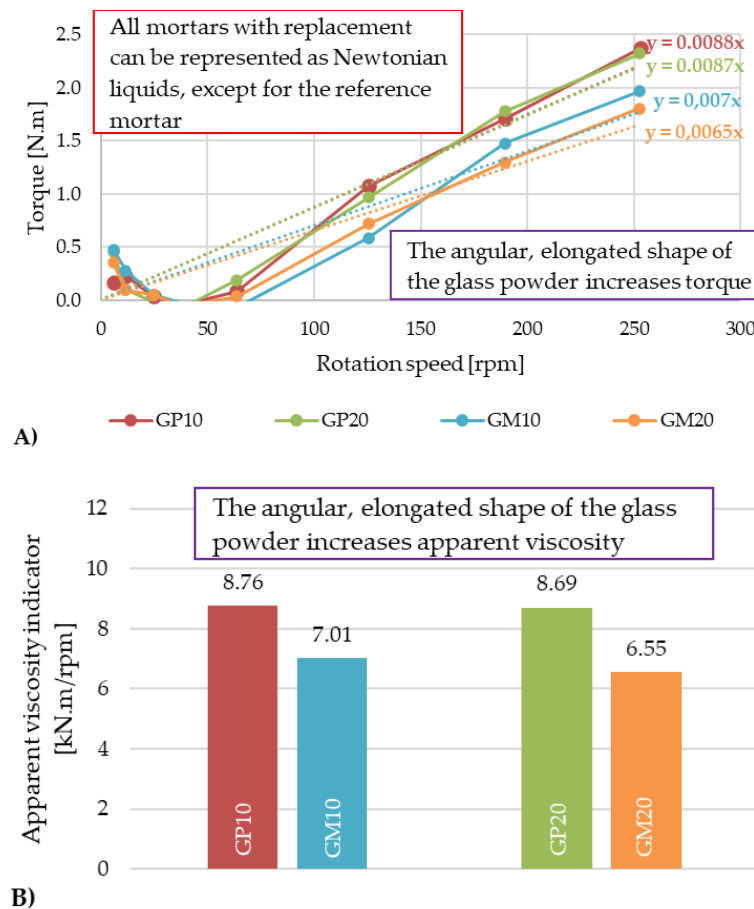 All mortars with replacement
can be represented as Newtonian
liquids, except for the reference
mortar
y = 0.0088x
y = 0.0087x
y = 0,007x
y = 0,0065x
The angular, elongated shape of
the glass powder increases torque
Torque [N.m]
2.5
2.0
1.5
1.0
0.5
0.0
0 50 100 150 200 250 300
Rotation speed [rpm]
GP10 GP20 GM10 GM20
A)
The angular, elongated shape of the glass
powder increases apparent viscosity
Apparent viscosity indicator
[kN.m/rpm]
12
10
8
6
4
2
0
8.76
7.01
8.69
6.55
GP10
GM10
GP20
GM20
B)